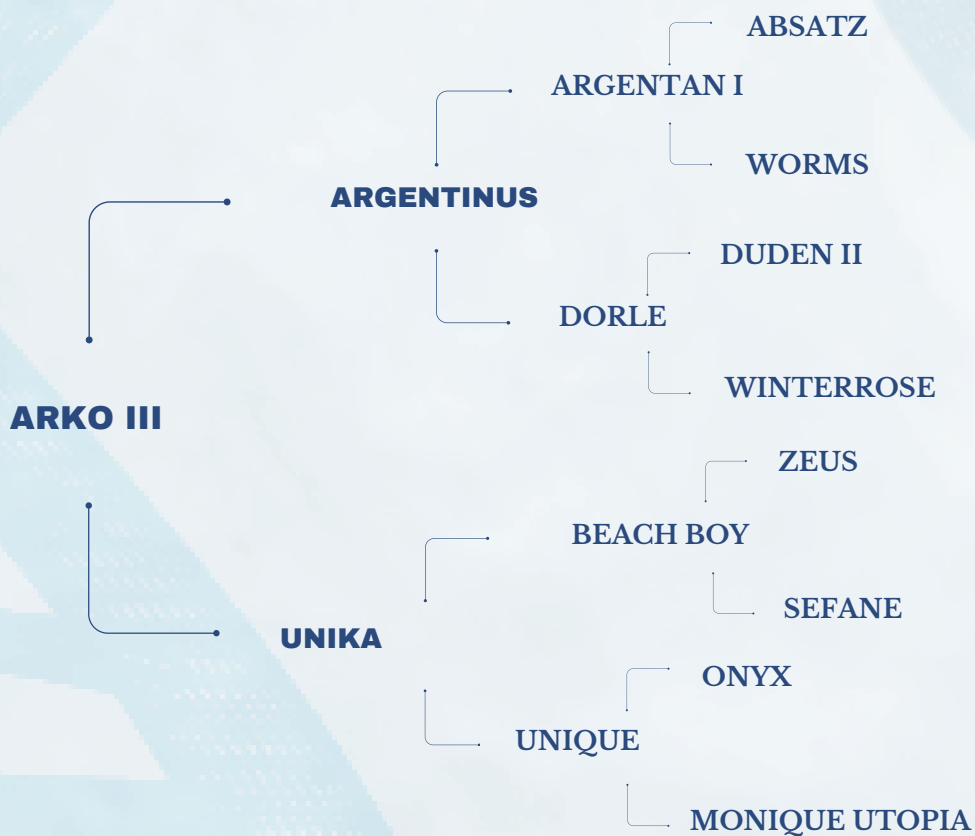 ABSATZ
ARGENTAN I
WORMS
ARGENTINUS
DUDEN II
DORLE
WINTERROSE
ARKO III
ZEUS
BEACH BOY
SEFANE
UNIKA
ONYX
UNIQUE
MONIQUE UTOPIA